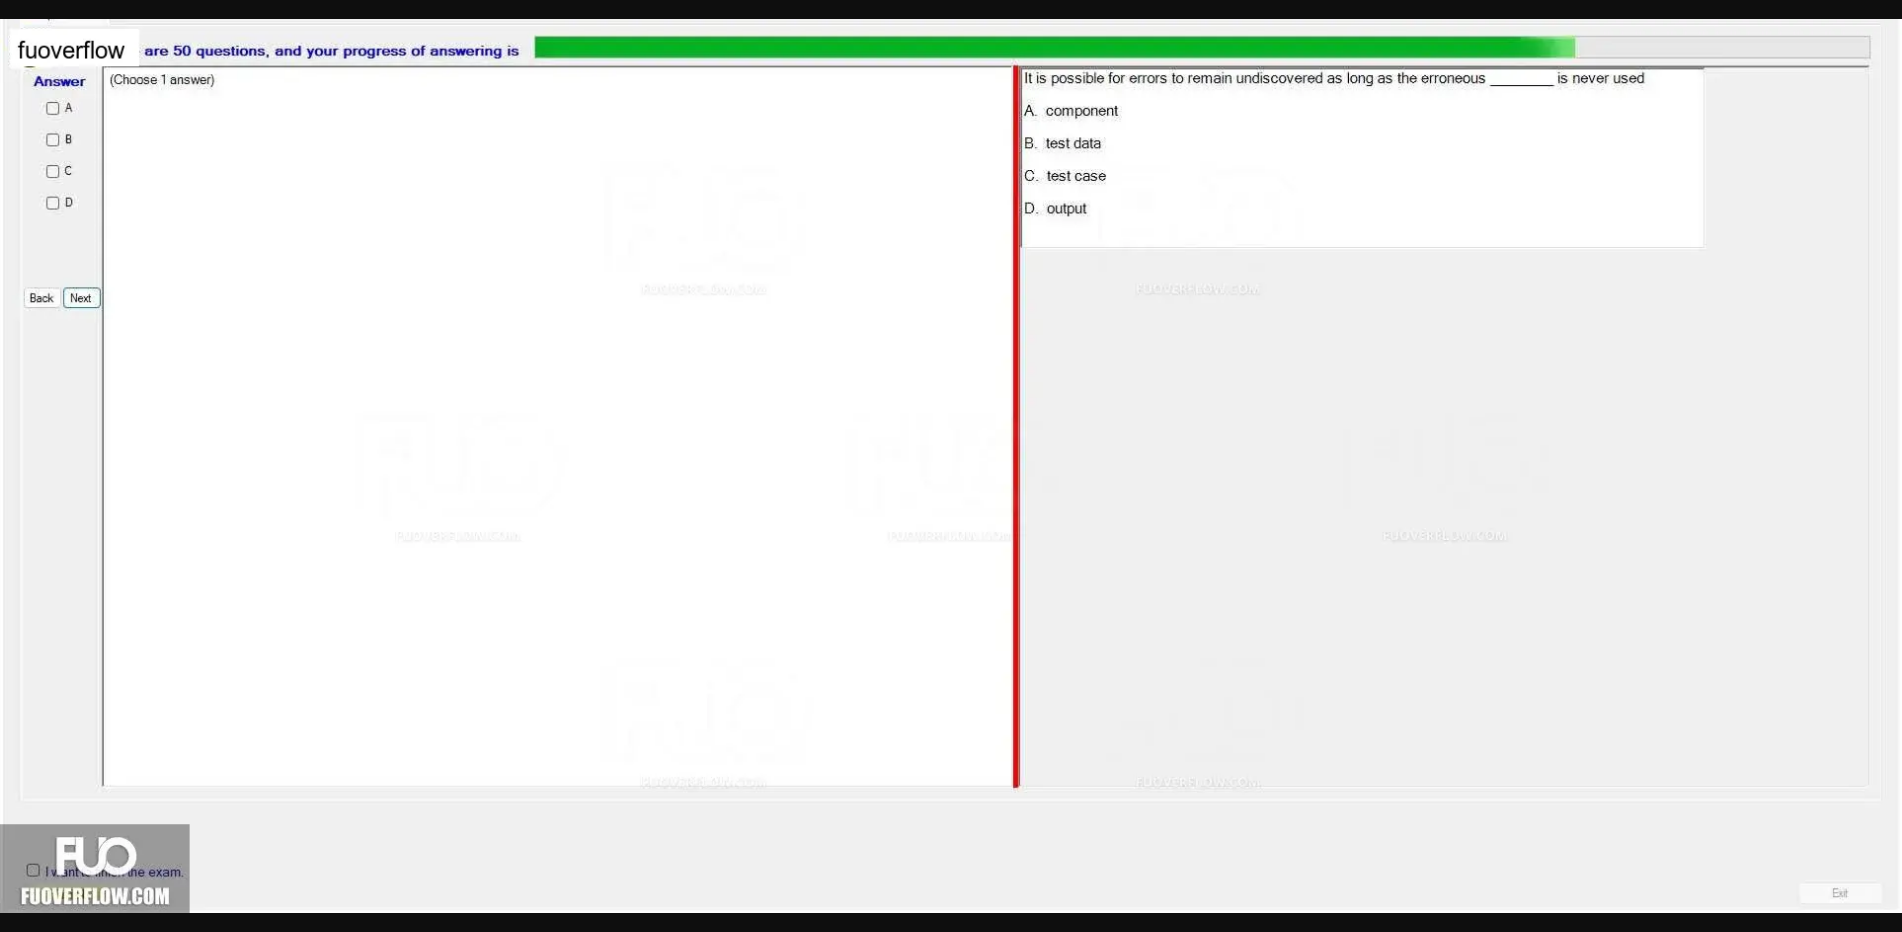 fuoverflow are 50 questions, and your progress of answering is
Answer
(Choose 1 answer)
A
B
C
D
Back Next
It is possible for errors to remain undiscovered as long as the erroneous ________ is never used
A. component
B. test data
C. test case
D. output
FUOVERFLOW.COM FUOVERFLOW.COM
FUOVERFLOW.COM FUOVERFLOW.COM FUOVERFLOW.COM
FUOVERFLOW.COM FUOVERFLOW.COM
FUO
I want to finish the exam.
FUOVERFLOW.COM
Exit